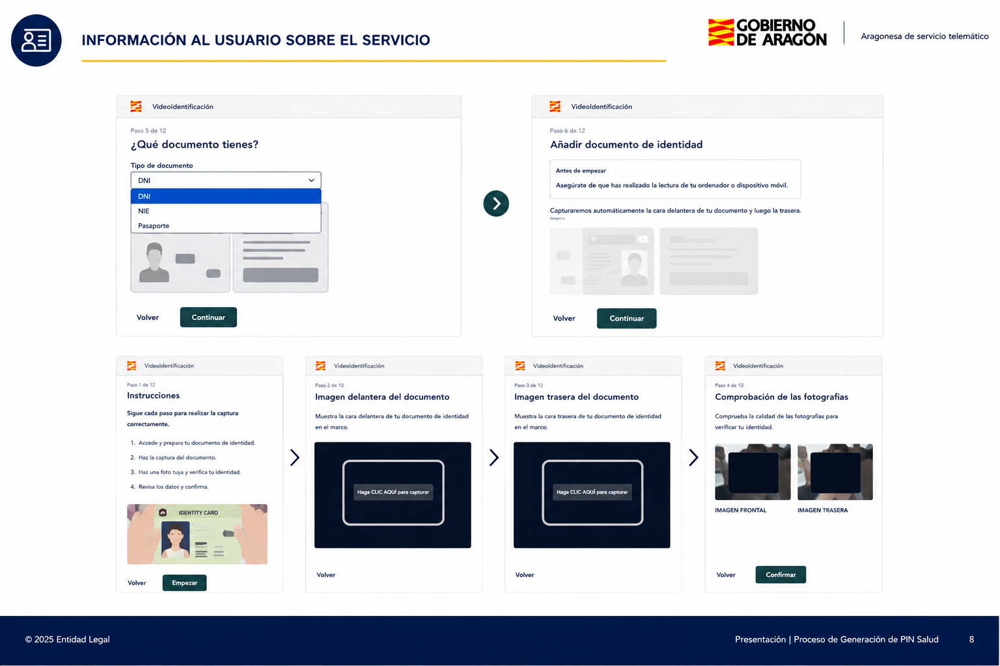 INFORMACIÓN AL USUARIO SOBRE EL SERVICIO
GOBIERNO
DE ARAGÓN
Aragonesa de servicio telemático
VideoIdentificación
Paso 5 de 12
¿Qué documento tienes?
Tipo de documento
DNI
DNI
NIE
Pasaporte
Volver
Continuar
VideoIdentificación
Paso 6 de 12
Añadir documento de identidad
Antes de empezar
Asegúrate de que has realizado la lectura de tu ordenador o dispositivo móvil.
Capturaremos automáticamente la cara delantera de tu documento y luego la trasera.
Volver
Continuar
VideoIdentificación
Paso 1 de 12
Instrucciones
Sigue cada paso para realizar la captura
correctamente.
1. Accede y prepara tu documento de identidad.
2. Haz la captura del documento.
3. Haz una foto tuya y verifica tu identidad.
4. Revisa los datos y confirma.
IDENTITY CARD
Volver
Empezar
VideoIdentificación
Paso 2 de 12
Imagen delantera del documento
Muestra la cara delantera de tu documento de identidad
en el marco.
Haga CLIC AQUÍ para capturar
Volver
VideoIdentificación
Paso 3 de 12
Imagen trasera del documento
Muestra la cara trasera de tu documento de identidad
en el marco.
Haga CLIC AQUÍ para capturar
Volver
VideoIdentificación
Paso 4 de 12
Comprobación de las fotografías
Comprueba la calidad de las fotografías para
verificar tu identidad.
IMAGEN FRONTAL
IMAGEN TRASERA
Volver
Confirmar
© 2025 Entidad Legal
Presentación | Proceso de Generación de PIN Salud
8